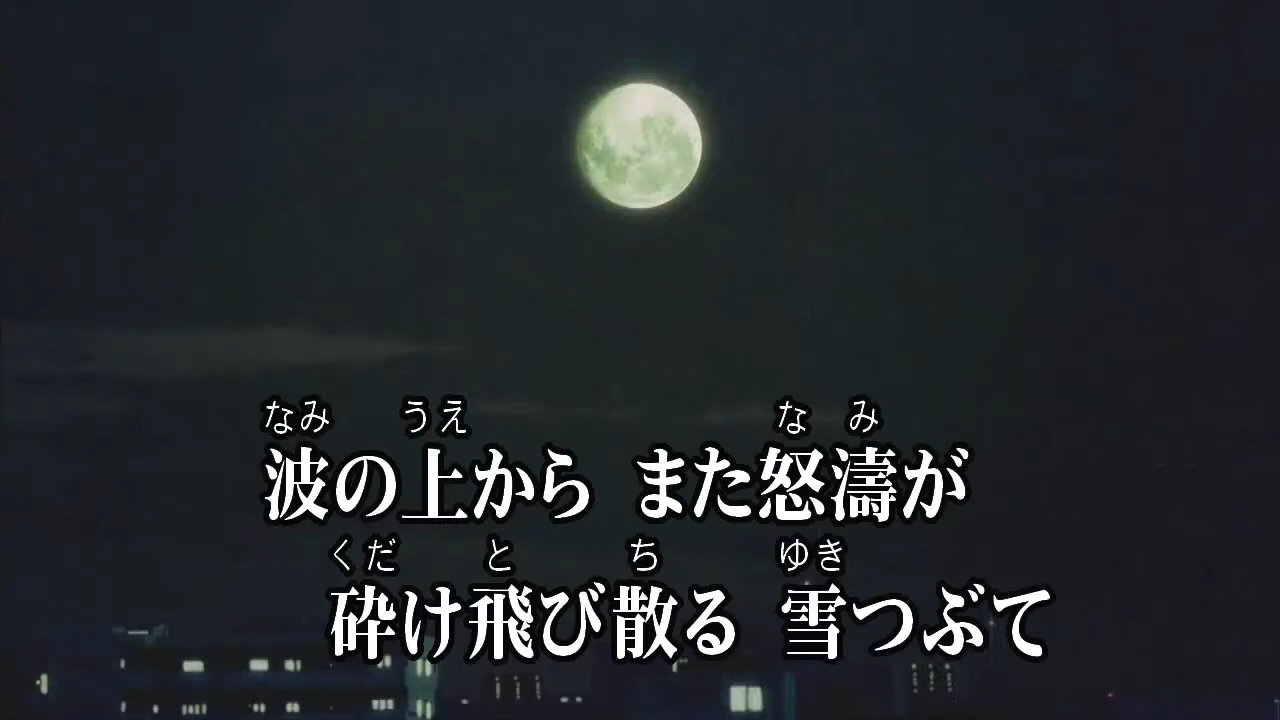 なみ うえ な み
波の上から また怒濤が
くだ と ち ゆき
砕け飛び散る 雪つぶて